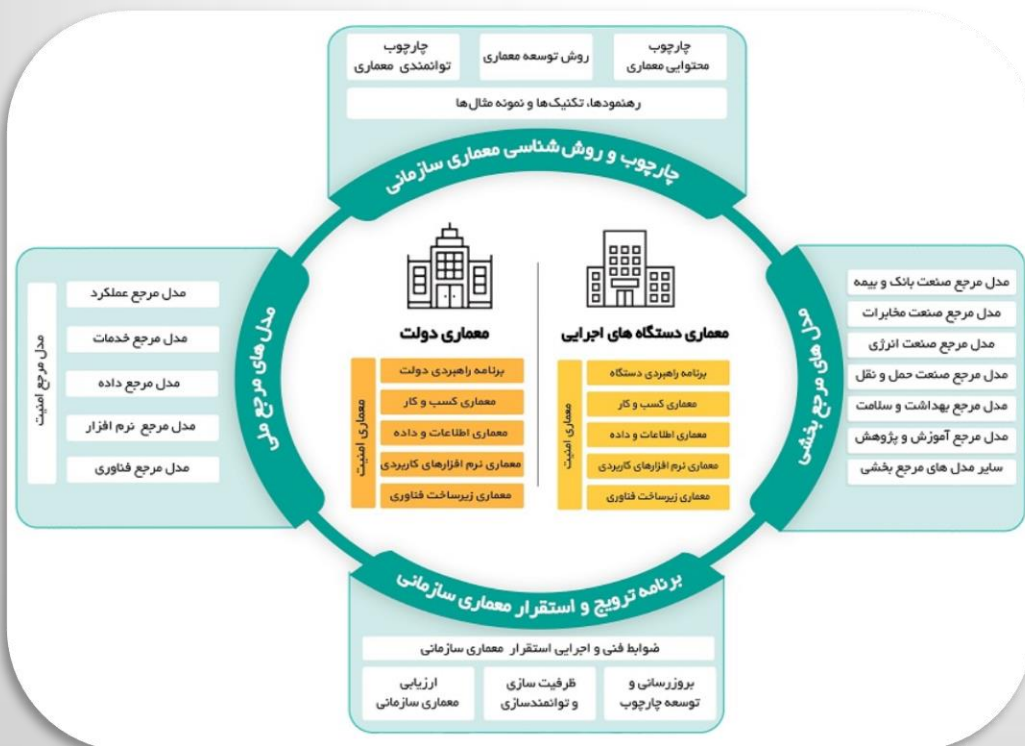 چارچوب
محتوایی معماری
روش توسعه معماری
چارچوب
توانمندی معماری
رهنمودها، تکنیک‌ها و نمونه مثال‌ها
چارچوب و روش‌شناسی معماری سازمانی
مدل های مرجع بخشی
مدل مرجع صنعت بانک و بیمه
مدل مرجع صنعت مخابرات
مدل مرجع صنعت انرژی
مدل مرجع صنعت حمل و نقل
مدل مرجع بهداشت و سلامت
مدل مرجع آموزش و پژوهش
سایر مدل های مرجع بخشی
معماری دستگاه های اجرایی
برنامه راهبردی دستگاه
معماری کسب و کار
معماری اطلاعات و داده
معماری نرم افزارهای کاربردی
معماری زیرساخت فناوری
معماری امنیت
معماری دولت
برنامه راهبردی دولت
معماری کسب و کار
معماری اطلاعات و داده
معماری نرم افزارهای کاربردی
معماری زیرساخت فناوری
معماری امنیت
مدل های مرجع ملی
مدل مرجع عملکرد
مدل مرجع خدمات
مدل مرجع داده
مدل مرجع نرم افزار
مدل مرجع فناوری
مدل مرجع امنیت
برنامه ترویج و استقرار معماری سازمانی
ضوابط فنی و اجرایی استقرار معماری سازمانی
بروزرسانی و
توسعه چارچوب
ظرفیت سازی
و توانمندسازی
ارزیابی
معماری سازمانی